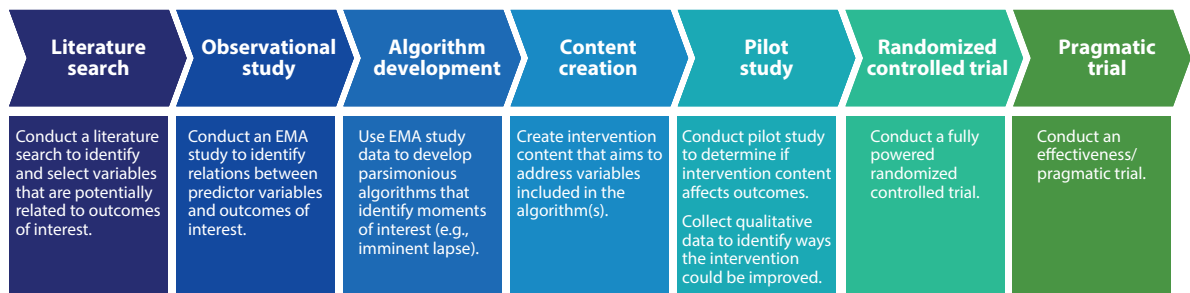 Literature
search
Observational
study
Algorithm
development
Content
creation
Pilot
study
Randomized
controlled trial
Pragmatic
trial
Conduct a literature
search to identify
and select variables
that are potentially
related to outcomes
of interest.
Conduct an EMA
study to identify
relations between
predictor variables
and outcomes of
interest.
Use EMA study
data to develop
parsimonious
algorithms that
identify moments
of interest (e.g.,
imminent lapse).
Create intervention
content that aims to
address variables
included in the
algorithm(s).
Conduct pilot study
to determine if
intervention content
affects outcomes.
Collect qualitative
data to identify ways
the intervention
could be improved.
Conduct a fully
powered
randomized
controlled trial.
Conduct an
effectiveness/
pragmatic trial.